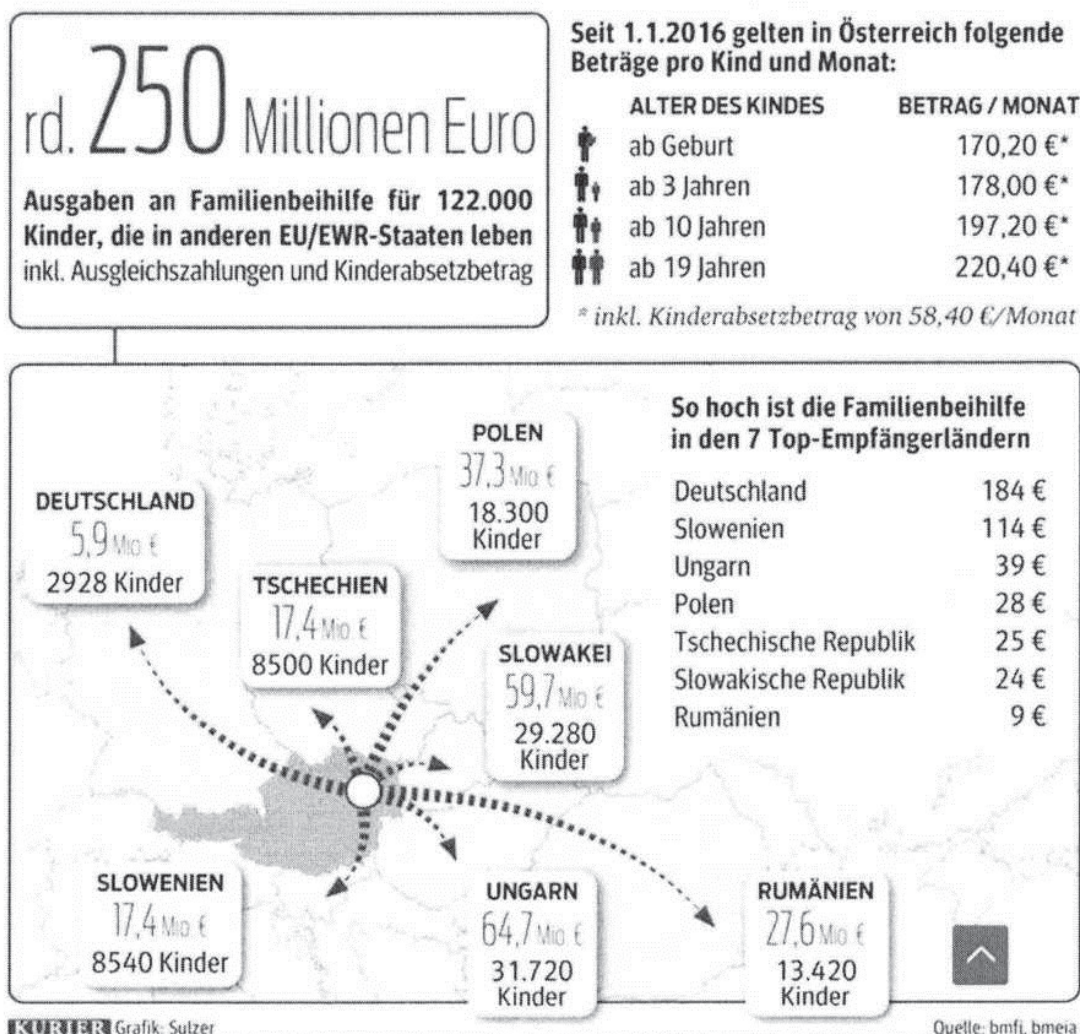 rd. 250 Millionen Euro
Ausgaben an Familienbeihilfe für 122.000
Kinder, die in anderen EU/EWR-Staaten leben
inkl. Ausgleichszahlungen und Kinderabsetzbetrag
Seit 1.1.2016 gelten in Österreich folgende
Beträge pro Kind und Monat:
ALTER DES KINDES BETRAG / MONAT
ab Geburt 170,20 €*
ab 3 Jahren 178,00 €*
ab 10 Jahren 197,20 €*
ab 19 Jahren 220,40 €*
* inkl. Kinderabsetzbetrag von 58,40 €/Monat
DEUTSCHLAND
5,9 Mio. €
2928 Kinder
TSCHECHIEN
17,4 Mio. €
8500 Kinder
POLEN
37,3 Mio. €
18.300
Kinder
SLOWAKEI
59,7 Mio. €
29.280
Kinder
SLOWENIEN
17,4 Mio. €
8540 Kinder
UNGARN
64,7 Mio. €
31.720
Kinder
RUMÄNIEN
27,6 Mio. €
13.420
Kinder
So hoch ist die Familienbeihilfe
in den 7 Top-Empfängerländern
Deutschland 184 €
Slowenien 114 €
Ungarn 39 €
Polen 28 €
Tschechische Republik 25 €
Slowakische Republik 24 €
Rumänien 9 €
KURIER Grafik: Sulzer
Quelle: bmfj, bmeia